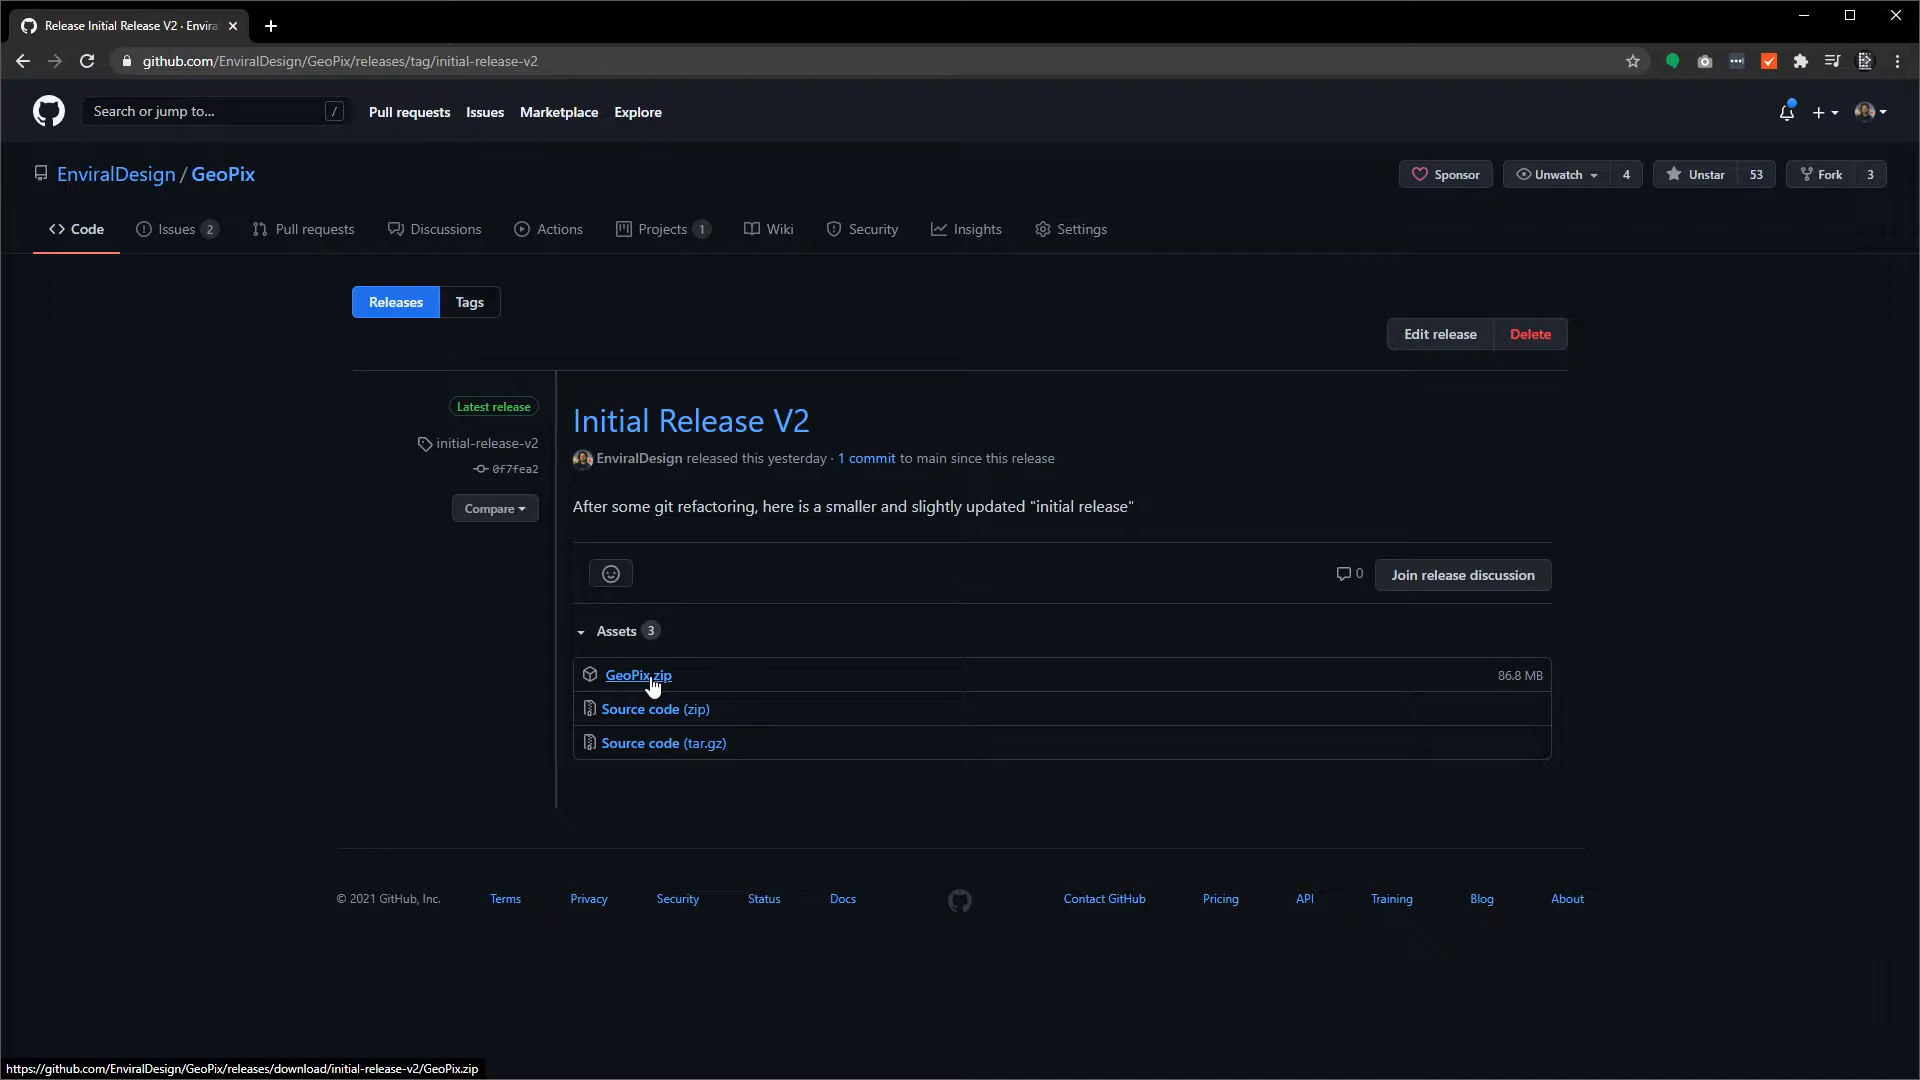 Release Initial Release V2 · Envira
github.com/EnviralDesign/GeoPix/releases/tag/initial-release-v2
Search or jump to... /
Pull requests Issues Marketplace Explore
EnviralDesign / GeoPix
Sponsor Unwatch 4 Unstar 53 Fork 3
Code Issues 2 Pull requests Discussions Actions Projects 1 Wiki Security Insights Settings
Releases Tags
Edit release Delete
Latest release
initial-release-v2
0f7fea2
Compare
Initial Release V2
EnviralDesign released this yesterday · 1 commit to main since this release
After some git refactoring, here is a smaller and slightly updated "initial release"
0 Join release discussion
Assets 3
GeoPix.zip 86.8 MB
Source code (zip)
Source code (tar.gz)
© 2021 GitHub, Inc. Terms Privacy Security Status Docs Contact GitHub Pricing API Training Blog About
https://github.com/EnviralDesign/GeoPix/releases/download/initial-release-v2/GeoPix.zip